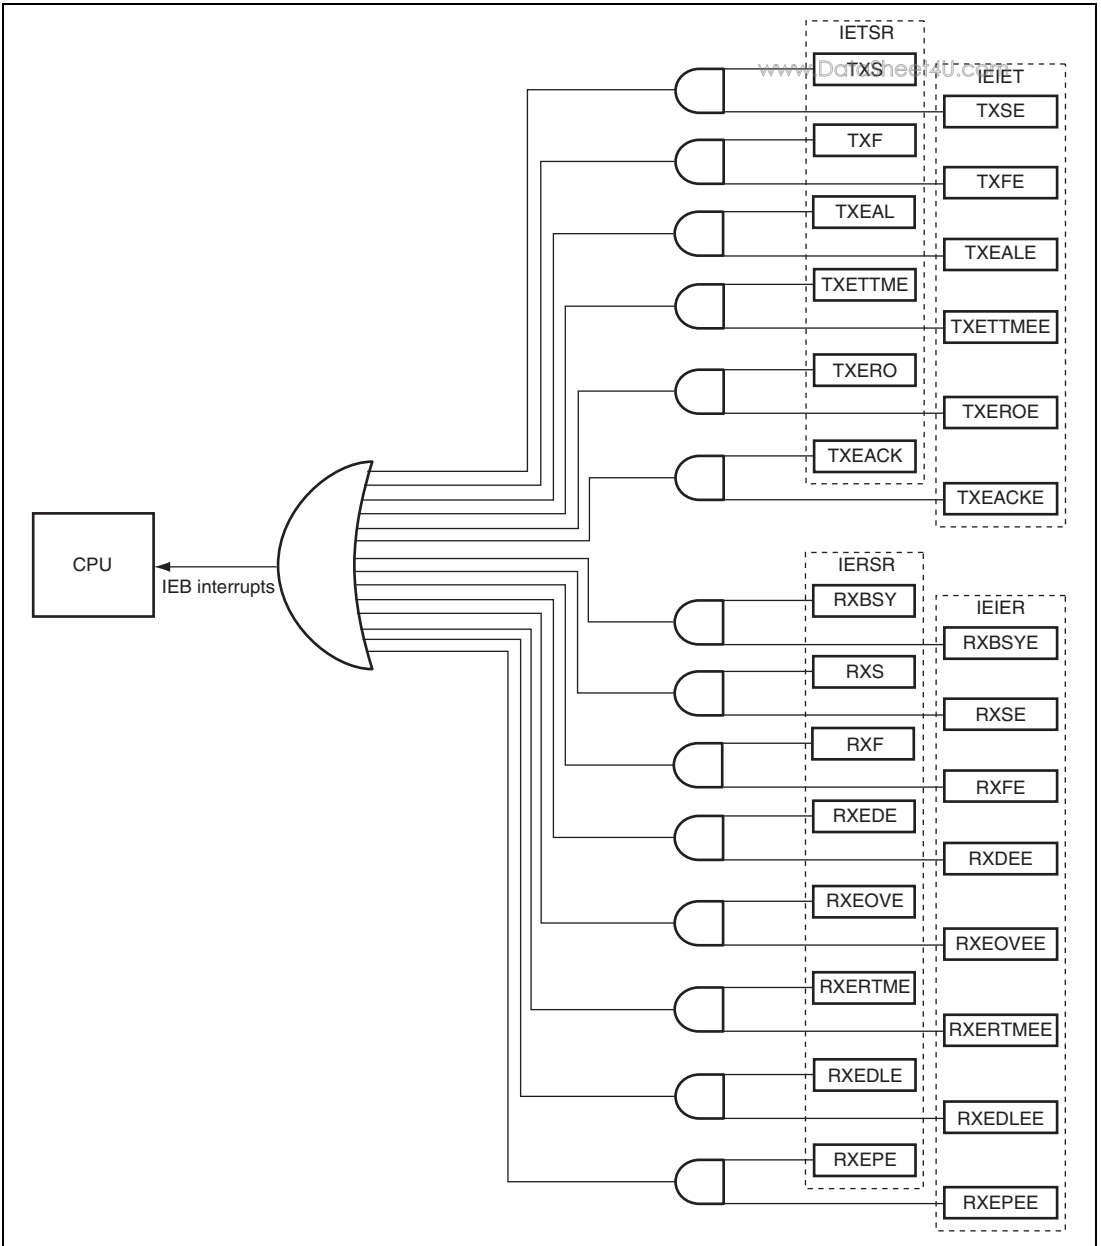 IETSR
www.DataSheet4U.com
TXS
IEIET
TXSE
TXF
TXFE
TXEAL
TXEALE
TXETTME
TXETTMEE
TXERO
TXEROE
TXEACK
TXEACKE
CPU
IEB interrupts
IERSR
RXBSY
IEIER
RXBSYE
RXS
RXSE
RXF
RXFE
RXEDE
RXDEE
RXEOVE
RXEOVEE
RXERTME
RXERTMEE
RXEDLE
RXEDLEE
RXEPE
RXEPEE